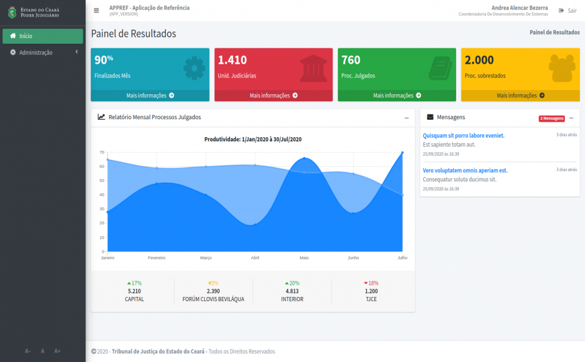 Estado do Ceará
Poder Judiciário
Início
Administração
A-
A
A+
APPREF - Aplicação de Referência
[APP_VERSION]
Andrea Alencar Bezerra
Coordenadoria De Desenvolvimento De Sistemas
Sair
Painel de Resultados
Painel de Resultados
90%
Finalizados Mês
Mais informações
1.410
Unid. Judiciárias
Mais informações
760
Proc. Julgados
Mais informações
2.000
Proc. sobrestados
Mais informações
Relatório Mensal Processos Julgados
Produtividade: 1/Jan/2020 à 30/Jul/2020
70
60
50
40
30
20
10
0
Janeiro
Fevereiro
Março
Abril
Maio
Junho
Julho
17%
5.210
CAPITAL
2.390
FORÚM CLOVIS BEVILÁQUA
20%
4.813
INTERIOR
18%
1.200
TJCE
Mensagens
2 Mensagens
Quisquam sit porro labore eveniet.
3 dias atrás
Est sapiente totam aut.
25/09/2020 às 16:39
Vero voluptatem omnis aperiam est.
Consequatur soluta ducimus sit.
25/09/2020 às 16:39
© 2020 - Tribunal de Justiça do Estado do Ceará - Todos os Direitos Reservados